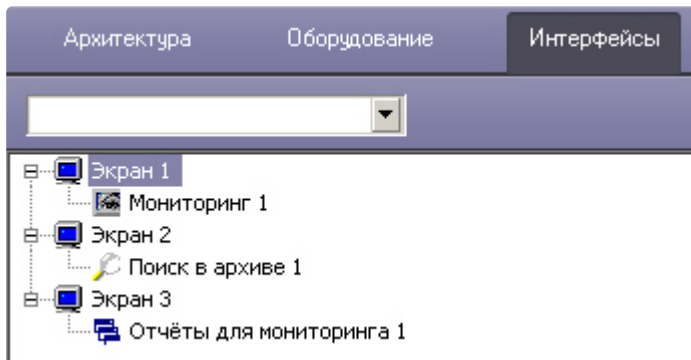 Архитектура Оборудование Интерфейсы
Экран 1
Мониторинг 1
Экран 2
Поиск в архиве 1
Экран 3
Отчёты для мониторинга 1